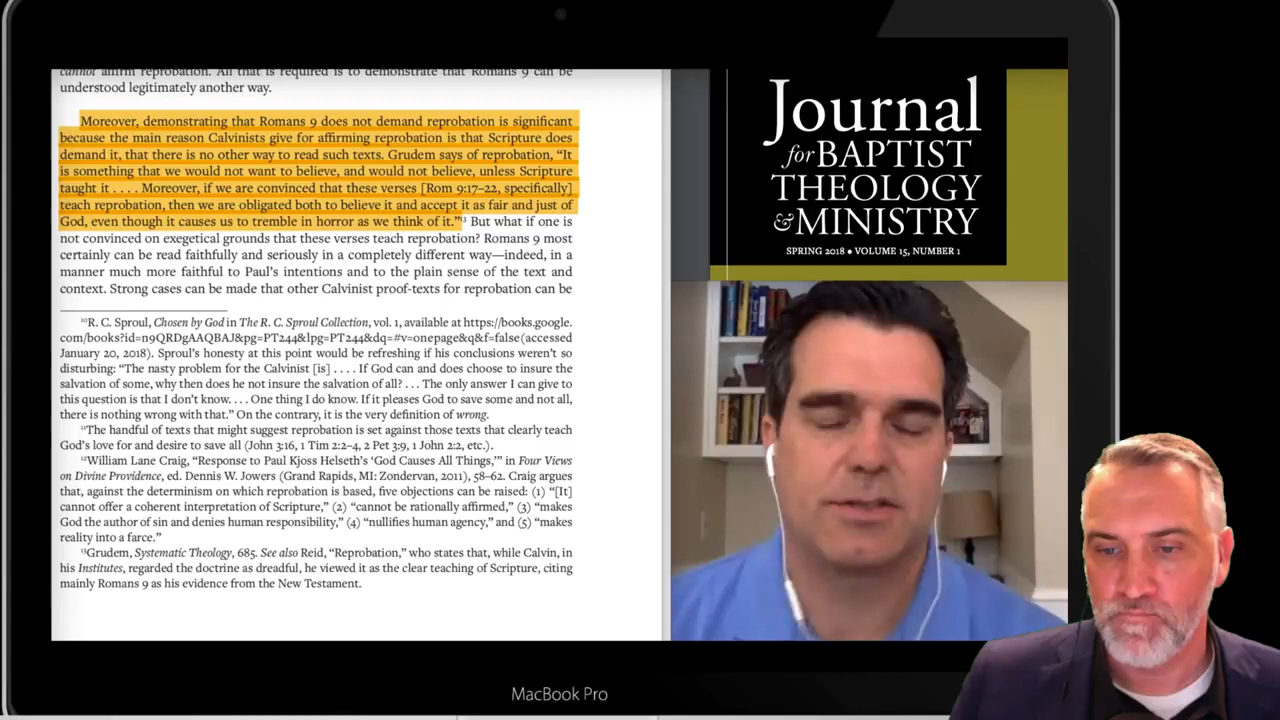 cannot affirm reprobation. All that is required is to demonstrate that Romans 9 can be
understood legitimately another way.
Moreover, demonstrating that Romans 9 does not demand reprobation is significant
because the main reason Calvinists give for affirming reprobation is that Scripture does
demand it, that there is no other way to read such texts. Grudem says of reprobation, “It
is something that we would not want to believe, and would not believe, unless Scripture
taught it . . . . Moreover, if we are convinced that these verses [Rom 9:17–22, specifically]
teach reprobation, then we are obligated both to believe it and accept it as fair and just of
God, even though it causes us to tremble in horror as we think of it.”¹³ But what if one is
not convinced on exegetical grounds that these verses teach reprobation? Romans 9 most
certainly can be read faithfully and seriously in a completely different way—indeed, in a
manner much more faithful to Paul’s intentions and to the plain sense of the text and
context. Strong cases can be made that other Calvinist proof-texts for reprobation can be
¹⁰R. C. Sproul, Chosen by God in The R. C. Sproul Collection, vol. 1, available at https://books.google.
com/books?id=n9QRDgAAQBAJ&pg=PT244&lpg=PT244&dq=#v=onepage&q&f=false(accessed
January 20, 2018). Sproul’s honesty at this point would be refreshing if his conclusions weren’t so
disturbing: “The nasty problem for the Calvinist [is] . . . . If God can and does choose to insure the
salvation of some, why then does he not insure the salvation of all? . . . The only answer I can give to
this question is that I don’t know. . . . One thing I do know. If it pleases God to save some and not all,
there is nothing wrong with that.” On the contrary, it is the very definition of wrong.
¹¹The handful of texts that might suggest reprobation is set against those texts that clearly teach
God’s love for and desire to save all (John 3:16, 1 Tim 2:2–4, 2 Pet 3:9, 1 John 2:2, etc.).
¹²William Lane Craig, “Response to Paul Kjoss Helseth’s ‘God Causes All Things,’” in Four Views
on Divine Providence, ed. Dennis W. Jowers (Grand Rapids, MI: Zondervan, 2011), 58–62. Craig argues
that, against the determinism on which reprobation is based, five objections can be raised: (1) “[It]
cannot offer a coherent interpretation of Scripture,” (2) “cannot be rationally affirmed,” (3) “makes
God the author of sin and denies human responsibility,” (4) “nullifies human agency,” and (5) “makes
reality into a farce.”
¹³Grudem, Systematic Theology, 685. See also Reid, “Reprobation,” who states that, while Calvin, in
his Institutes, regarded the doctrine as dreadful, he viewed it as the clear teaching of Scripture, citing
mainly Romans 9 as his evidence from the New Testament.
Journal
for BAPTIST
THEOLOGY
& MINISTRY
SPRING 2018 • VOLUME 15, NUMBER 1
MacBook Pro